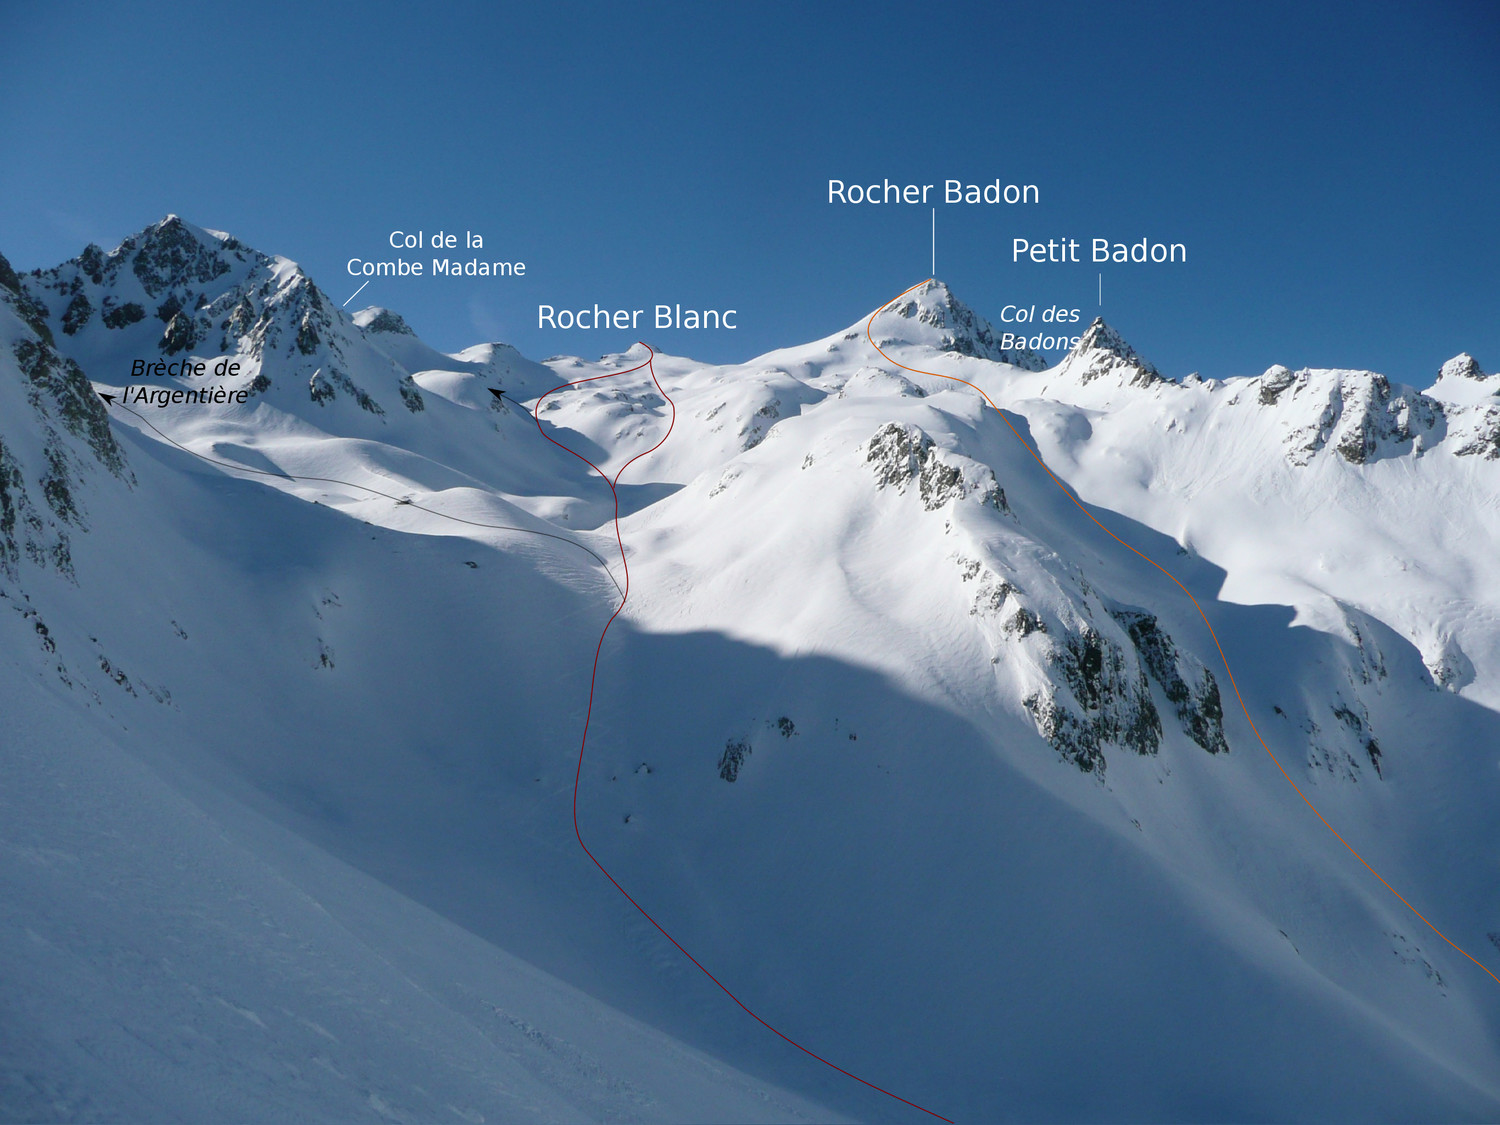 Rocher Badon
Col de la
Combe Madame
Petit Badon
Rocher Blanc
Col des
Badons
Brèche de
l'Argentière